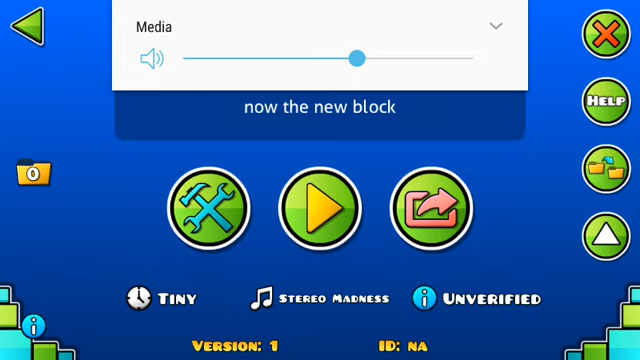 Media
now the new block
HELP
0
TINY
STEREO MADNESS
UNVERIFIED
VERSION: 1
ID: NA